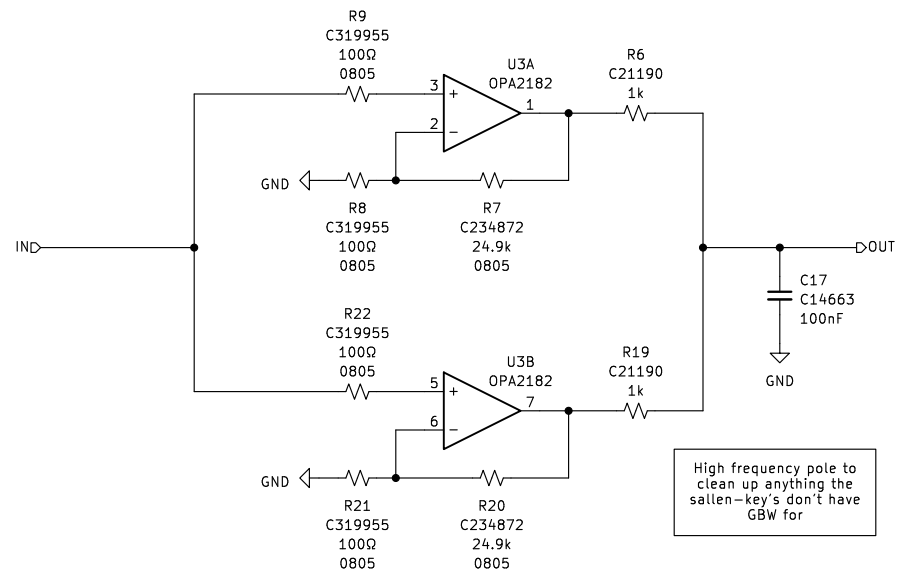 R9
C319955
100Ω
0805
U3A
OPA2182
3
+
1
2
−
R6
C21190
1k
GND
R8
C319955
100Ω
0805
R7
C234872
24.9k
0805
IN
OUT
C17
C14663
100nF
GND
R22
C319955
100Ω
0805
U3B
OPA2182
5
+
7
6
−
R19
C21190
1k
GND
R21
C319955
100Ω
0805
R20
C234872
24.9k
0805
High frequency pole to
clean up anything the
sallen−key's don't have
GBW for